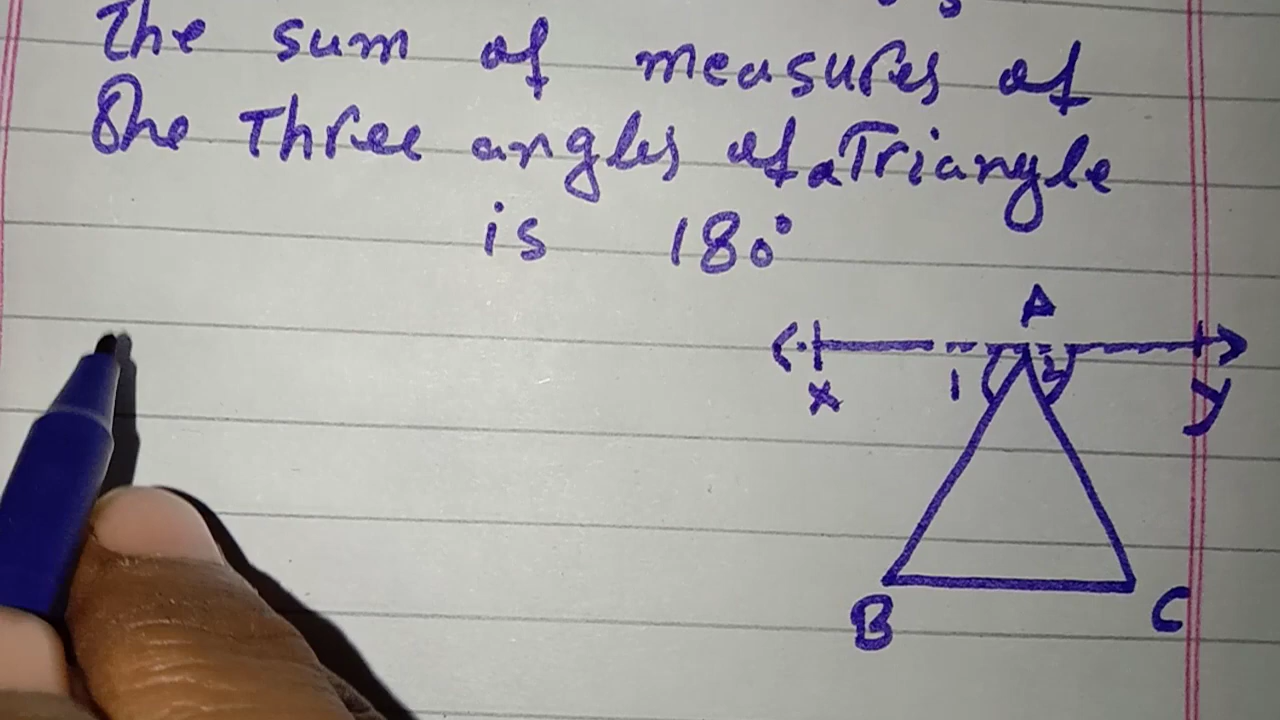 The sum of measures of
The Three angles of a Triangle
is 180°
A
1 2
x y
B C